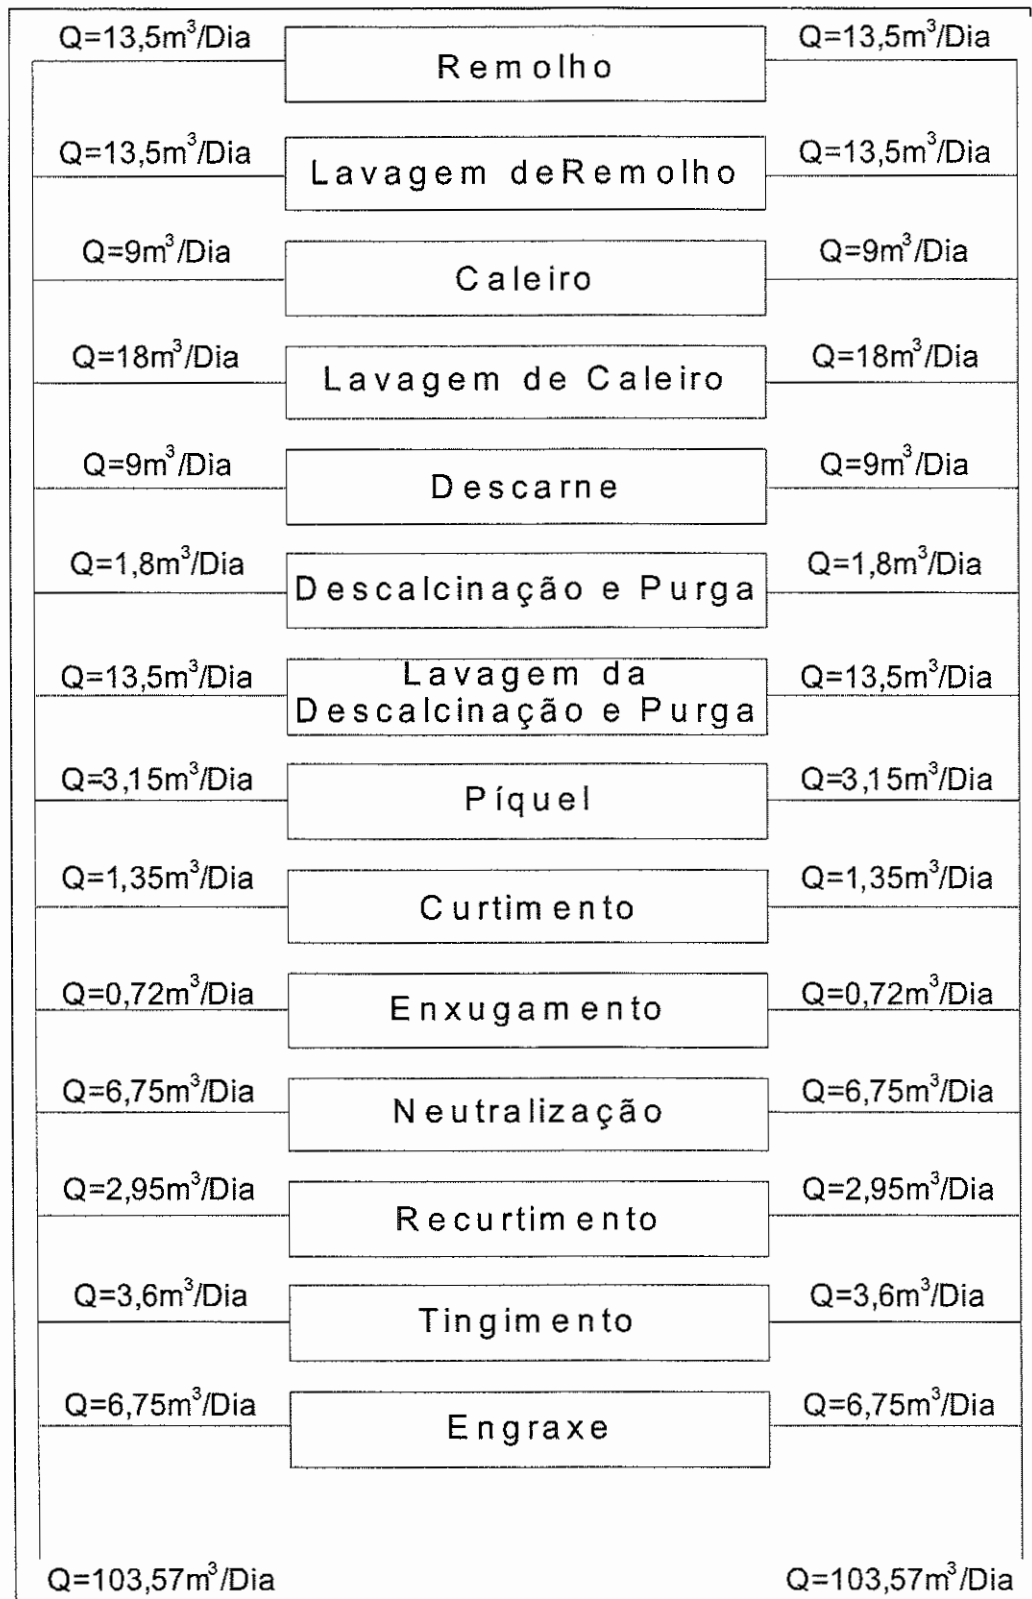 Q=13,5m³/Dia Remolho Q=13,5m³/Dia
Q=13,5m³/Dia Lavagem deRemolho Q=13,5m³/Dia
Q=9m³/Dia Caleiro Q=9m³/Dia
Q=18m³/Dia Lavagem de Caleiro Q=18m³/Dia
Q=9m³/Dia Descarne Q=9m³/Dia
Q=1,8m³/Dia Descalcinação e Purga Q=1,8m³/Dia
Q=13,5m³/Dia Lavagem da Q=13,5m³/Dia
Descalcinação e Purga
Q=3,15m³/Dia Píquel Q=3,15m³/Dia
Q=1,35m³/Dia Curtimento Q=1,35m³/Dia
Q=0,72m³/Dia Enxugamento Q=0,72m³/Dia
Q=6,75m³/Dia Neutralização Q=6,75m³/Dia
Q=2,95m³/Dia Recurtimento Q=2,95m³/Dia
Q=3,6m³/Dia Tingimento Q=3,6m³/Dia
Q=6,75m³/Dia Engraxe Q=6,75m³/Dia
Q=103,57m³/Dia Q=103,57m³/Dia